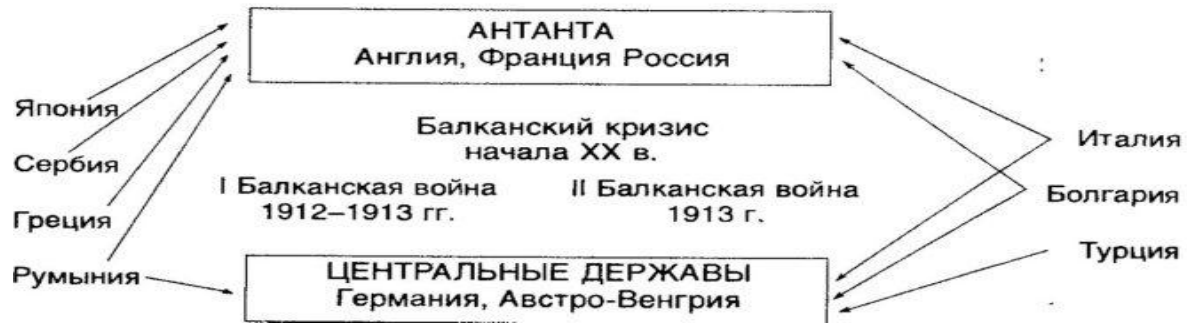 АНТАНТА
Англия, Франция Россия
Япония
Сербия
Греция
Румыния
Балканский кризис
начала XX в.
I Балканская война
1912–1913 гг.
II Балканская война
1913 г.
Италия
Болгария
Турция
ЦЕНТРАЛЬНЫЕ ДЕРЖАВЫ
Германия, Австро-Венгрия